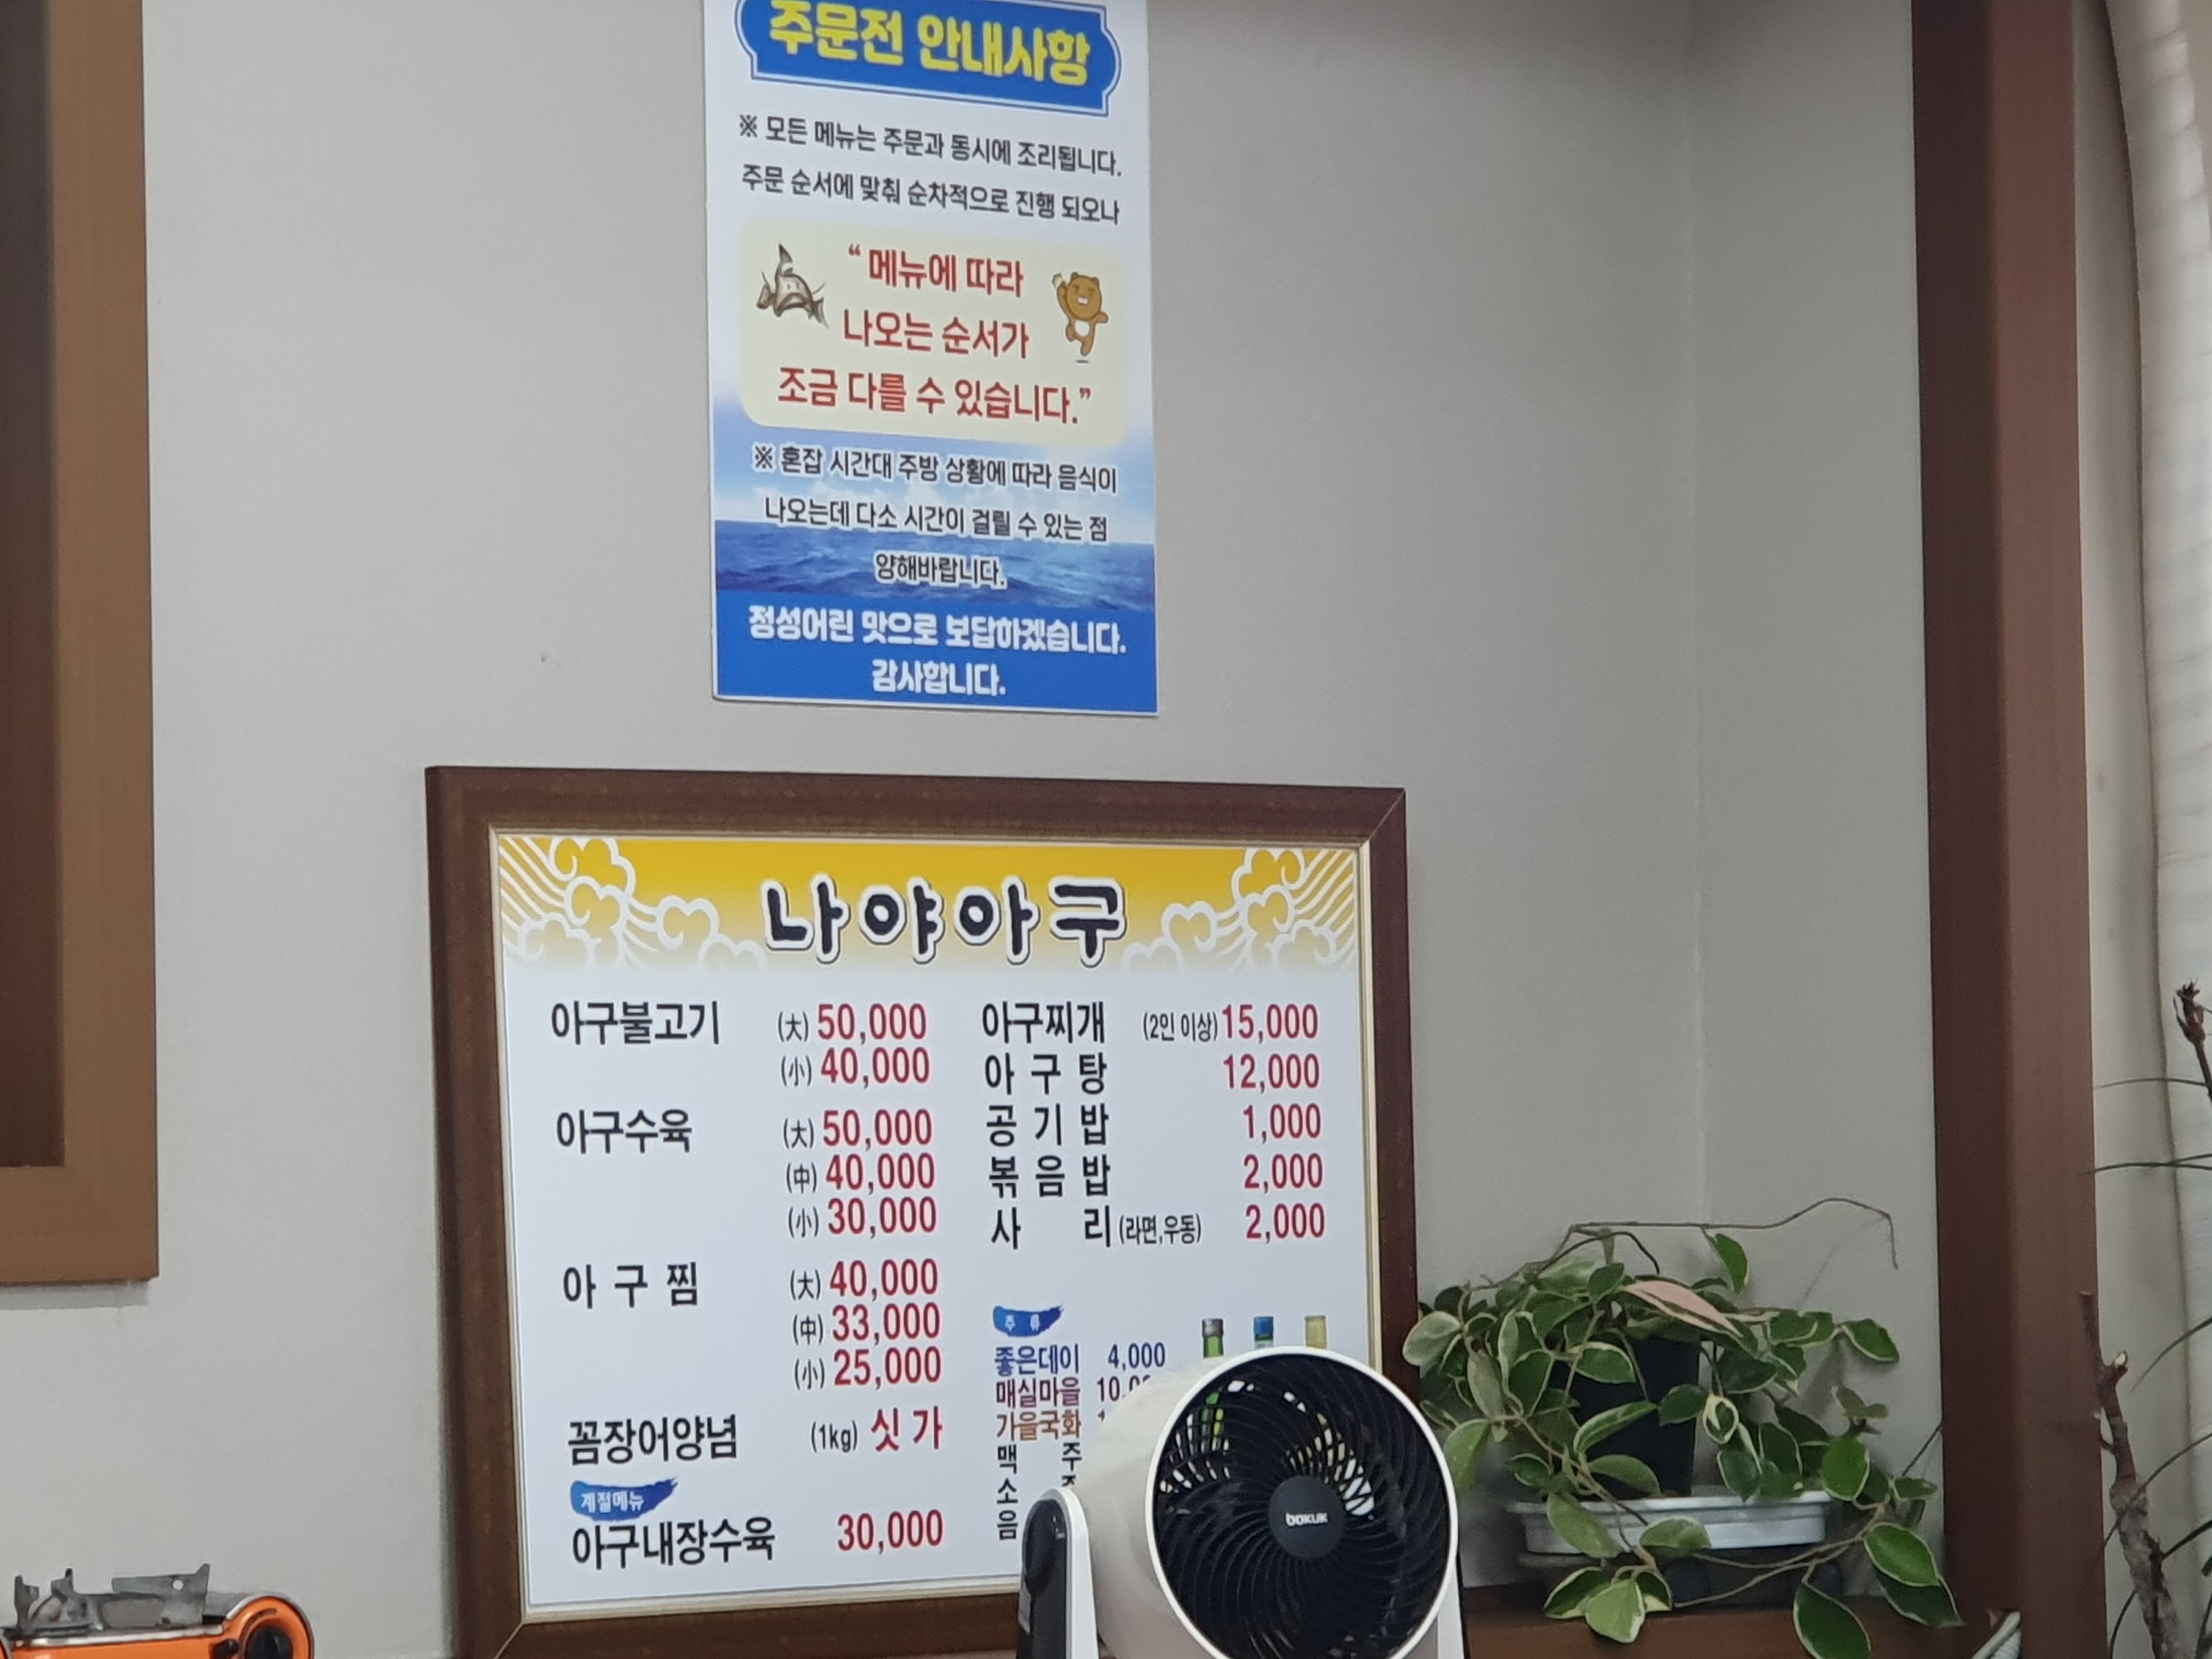 주문전 안내사항
※ 모든 메뉴는 주문과 동시에 조리됩니다.
주문 순서에 맞춰 순차적으로 진행 되오나
“ 메뉴에 따라
나오는 순서가
조금 다를 수 있습니다.”
※ 혼잡 시간대 주방 상황에 따라 음식이
나오는데 다소 시간이 걸릴 수 있는 점
양해바랍니다.
정성어린 맛으로 보답하겠습니다.
감사합니다.
나야아구
아구불고기 (大) 50,000
(小) 40,000
아구수육 (大) 50,000
(中) 40,000
(小) 30,000
아 구 찜 (大) 40,000
(中) 33,000
(小) 25,000
꼼장어양념 (1kg) 싯가
계절메뉴
아구내장수육 30,000
아구찌개 (2인 이상) 15,000
아 구 탕 12,000
공 기 밥 1,000
볶 음 밥 2,000
사 리 (라면,우동) 2,000
주 류
좋은데이 4,000
매실마을
가을국화
맥 주
소
음
bokuk